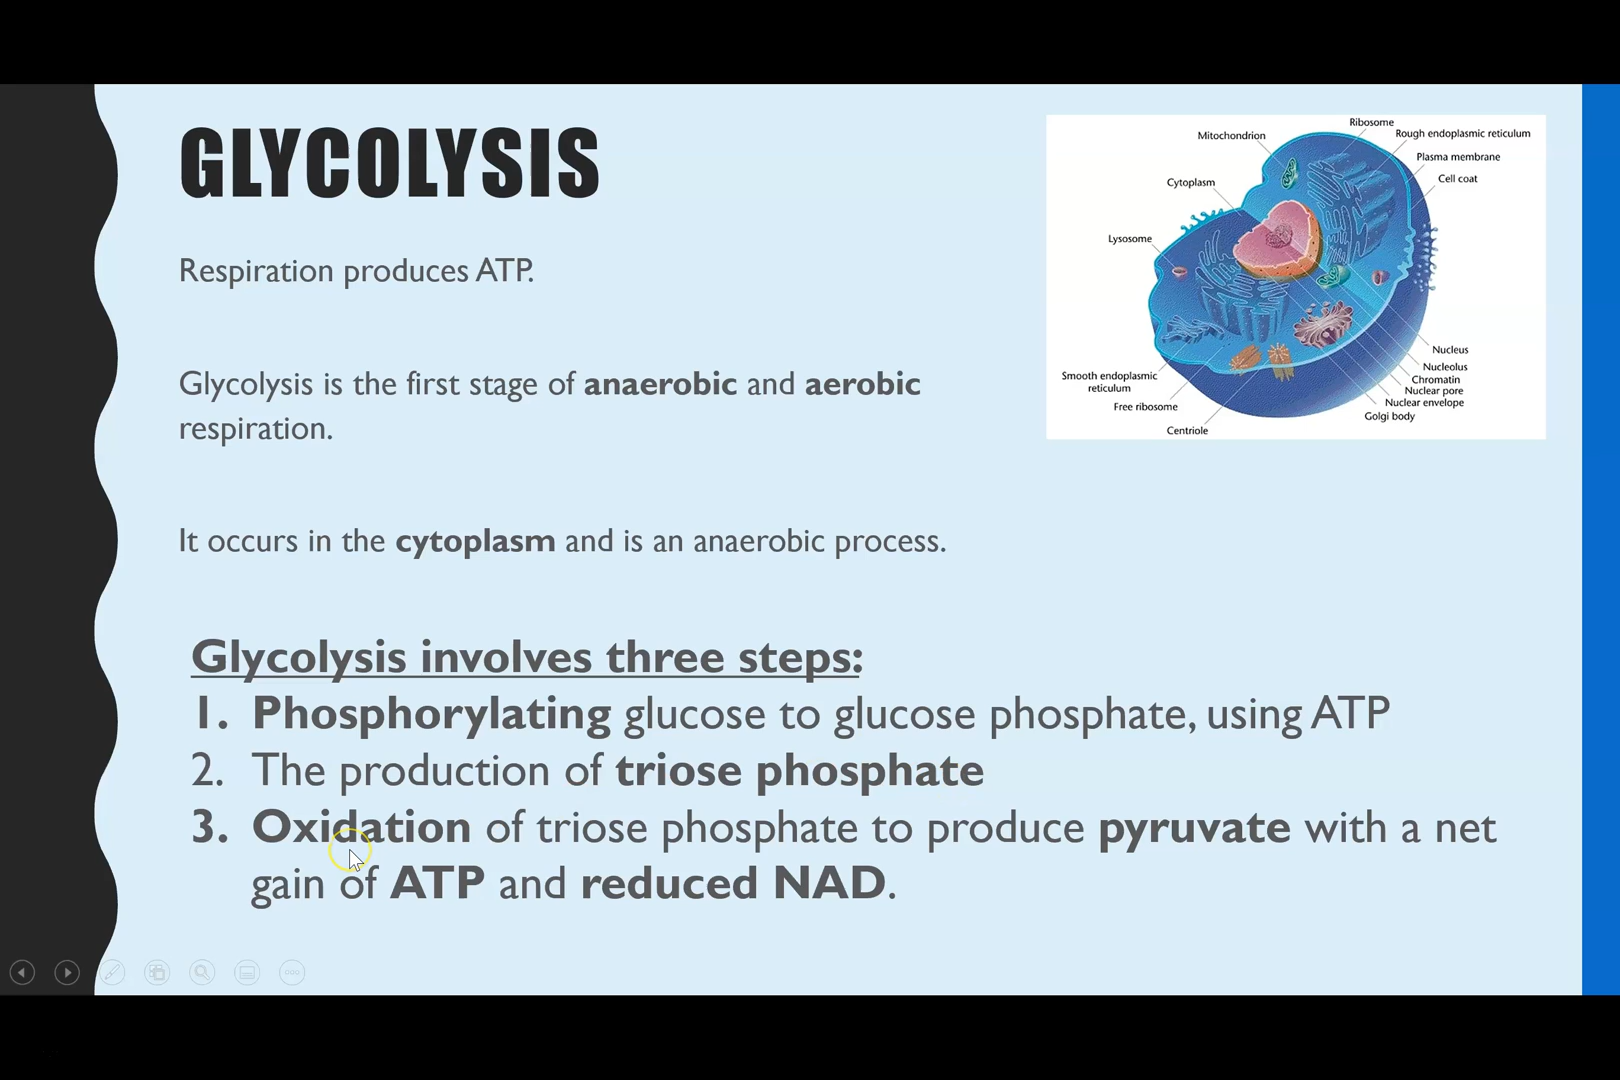 GLYCOLYSIS
Respiration produces ATP.
Glycolysis is the first stage of anaerobic and aerobic
respiration.
It occurs in the cytoplasm and is an anaerobic process.
Glycolysis involves three steps:
1. Phosphorylating glucose to glucose phosphate, using ATP
2. The production of triose phosphate
3. Oxidation of triose phosphate to produce pyruvate with a net
gain of ATP and reduced NAD.
Ribosome
Mitochondrion
Rough endoplasmic reticulum
Plasma membrane
Cell coat
Cytoplasm
Lysosome
Nucleus
Nucleolus
Chromatin
Nuclear pore
Nuclear envelope
Golgi body
Smooth endoplasmic
reticulum
Free ribosome
Centriole